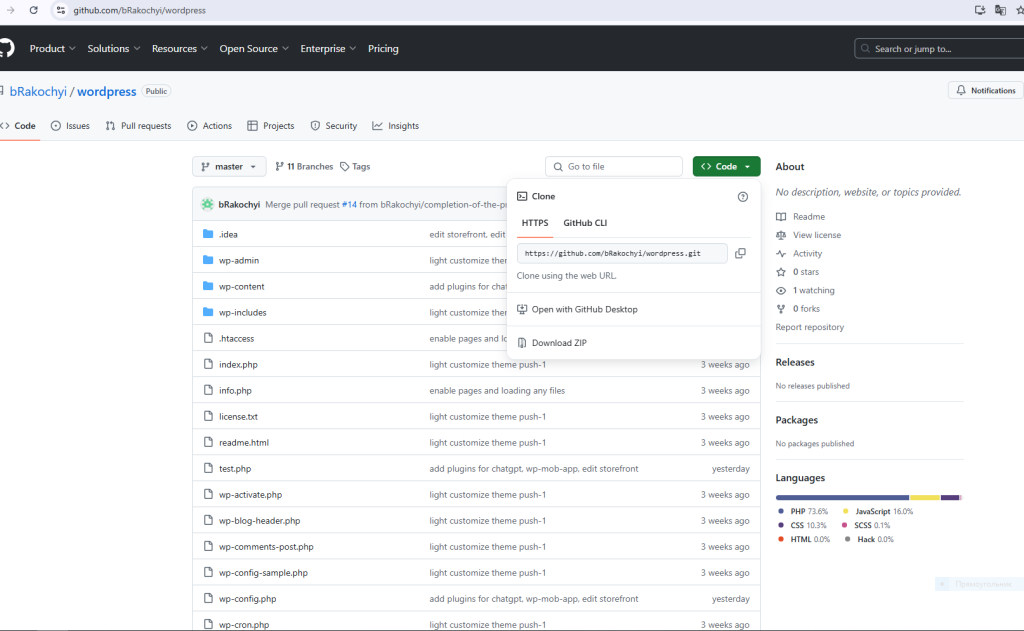 github.com/bRakochyi/wordpress
Product Solutions Resources Open Source Enterprise Pricing Search or jump to...
bRakochyi / wordpress Public Notifications
Code Issues Pull requests Actions Projects Security Insights
master 11 Branches Tags Go to file Code
bRakochyi Merge pull request #14 from bRakochyi/completion-of-the-p
.idea edit storefront, edit
wp-admin light customize them
wp-content add plugins for chatg
wp-includes light customize them
.htaccess enable pages and lo
index.php light customize theme push-1 3 weeks ago
info.php enable pages and loading any files 3 weeks ago
license.txt light customize theme push-1 3 weeks ago
readme.html light customize theme push-1 3 weeks ago
test.php add plugins for chatgpt, wp-mob-app, edit storefront yesterday
wp-activate.php light customize theme push-1 3 weeks ago
wp-blog-header.php light customize theme push-1 3 weeks ago
wp-comments-post.php light customize theme push-1 3 weeks ago
wp-config-sample.php light customize theme push-1 3 weeks ago
wp-config.php add plugins for chatgpt, wp-mob-app, edit storefront yesterday
wp-cron.php light customize theme push-1 3 weeks ago
Clone
HTTPS GitHub CLI
https://github.com/bRakochyi/wordpress.git
Clone using the web URL.
Open with GitHub Desktop
Download ZIP
About
No description, website, or topics provided.
Readme
View license
Activity
0 stars
1 watching
0 forks
Report repository
Releases
No releases published
Packages
No packages published
Languages
PHP 73.6% JavaScript 16.0%
CSS 10.3% SCSS 0.1%
HTML 0.0% Hack 0.0%
Прямоугольник